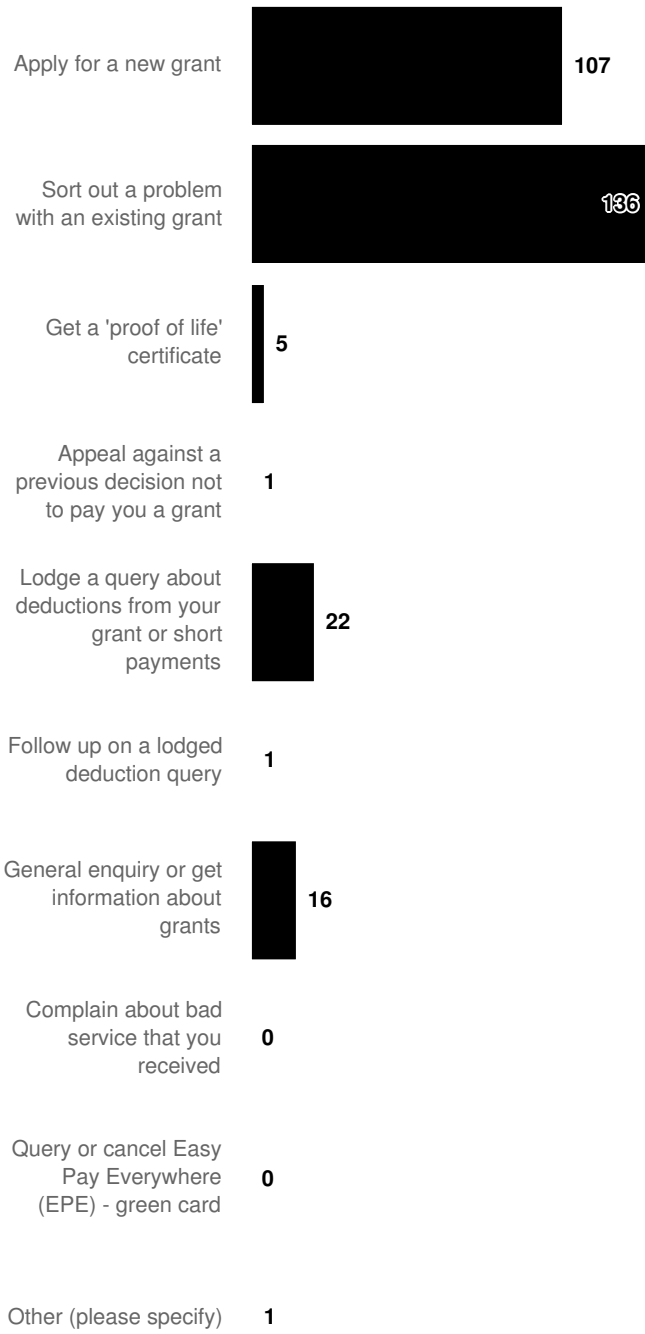 Apply for a new grant
107
Sort out a problem
with an existing grant
136
Get a 'proof of life'
certificate
5
Appeal against a
previous decision not
to pay you a grant
1
Lodge a query about
deductions from your
grant or short
payments
22
Follow up on a lodged
deduction query
1
General enquiry or get
information about
grants
16
Complain about bad
service that you
received
0
Query or cancel Easy
Pay Everywhere
(EPE) - green card
0
Other (please specify)
1